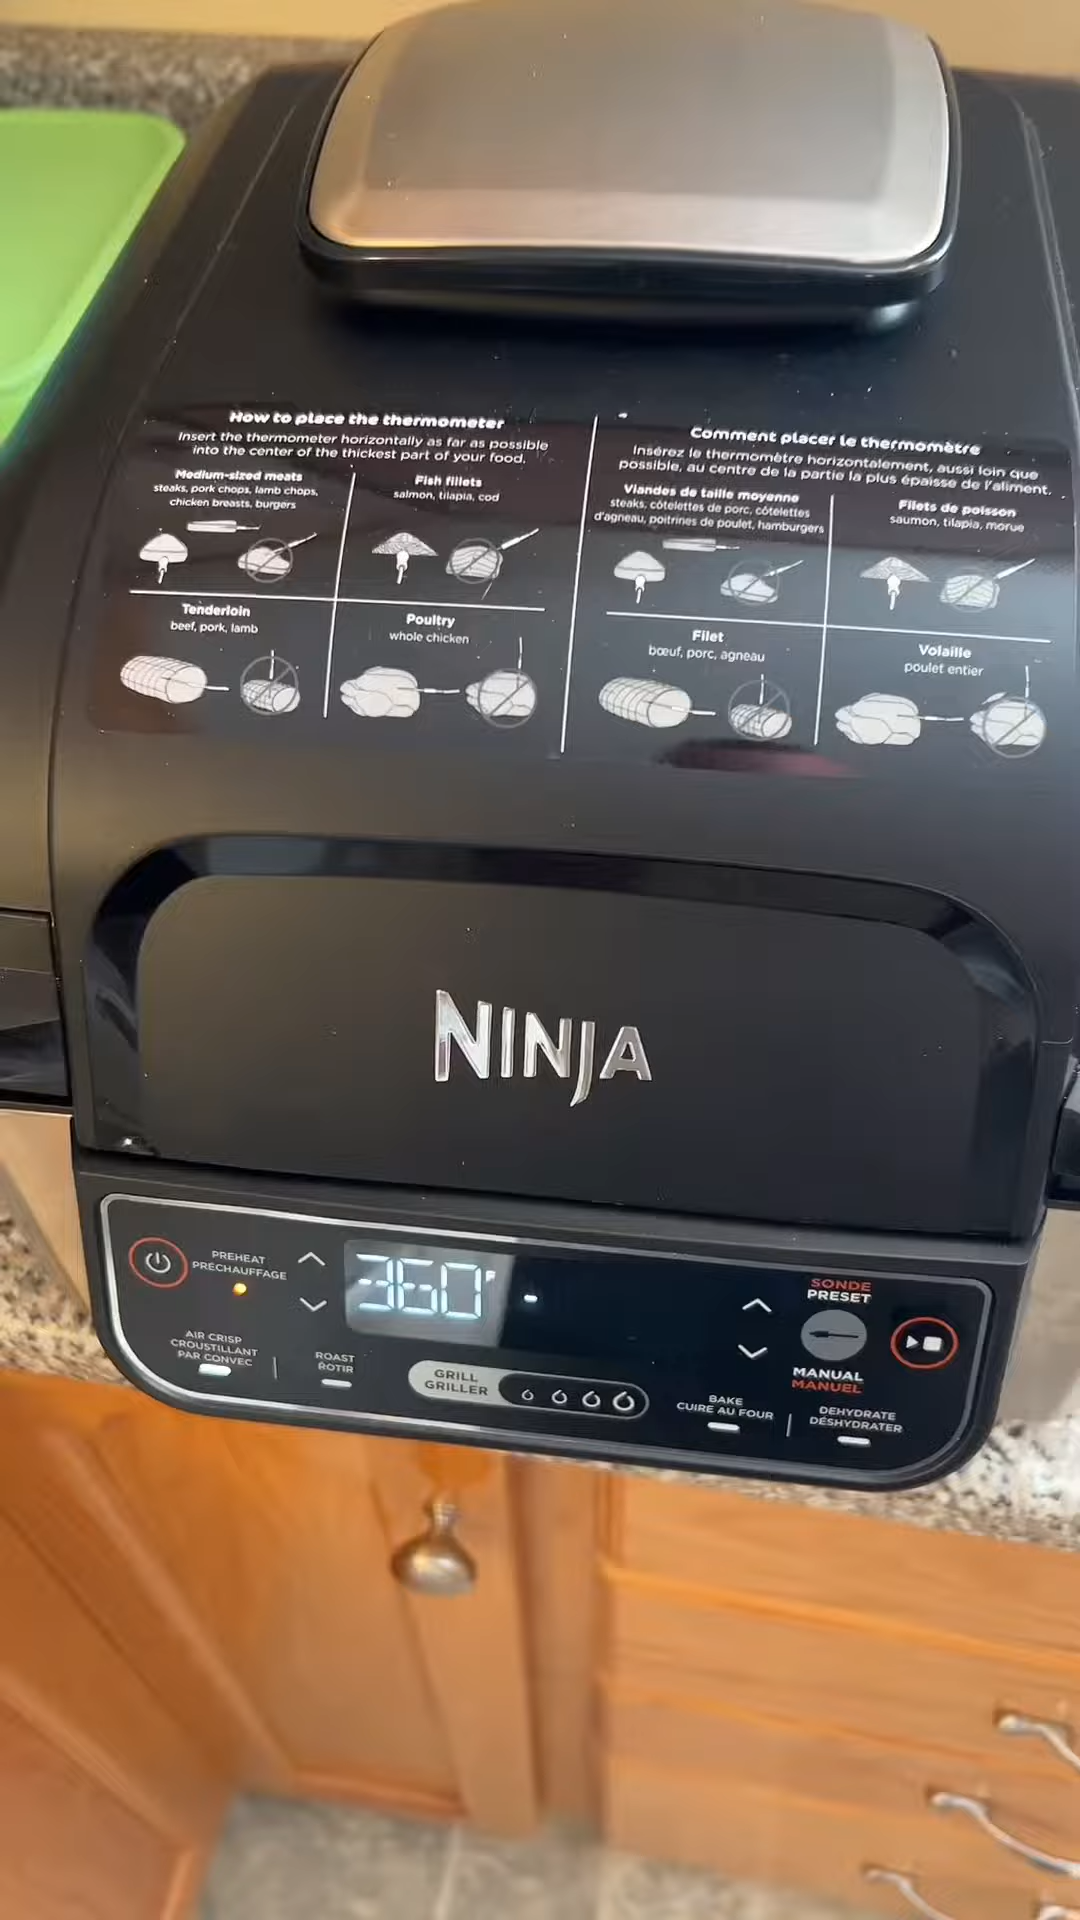 How to place the thermometer
Insert the thermometer horizontally as far as possible
into the center of the thickest part of your food.
Medium-sized meats
steaks, pork chops, lamb chops,
chicken breasts, burgers
Fish fillets
salmon, tilapia, cod
Tenderloin
beef, pork, lamb
Poultry
whole chicken
Comment placer le thermomètre
Insérez le thermomètre horizontalement, aussi loin que
possible, au centre de la partie la plus épaisse de l'aliment.
Viandes de taille moyenne
steaks, côtelettes de porc, côtelettes
d'agneau, poitrines de poulet, hamburgers
Filets de poisson
saumon, tilapia, morue
Filet
bœuf, porc, agneau
Volaille
poulet entier
NINJA
PREHEAT
PRÉCHAUFFAGE
360°F
-
SONDE
PRESET
MANUAL
MANUEL
AIR CRISP
CROUSTILLANT
PAR CONVEC
ROAST
RÔTIR
GRILL
GRILLER
BAKE
CUIRE AU FOUR
DEHYDRATE
DÉSHYDRATER